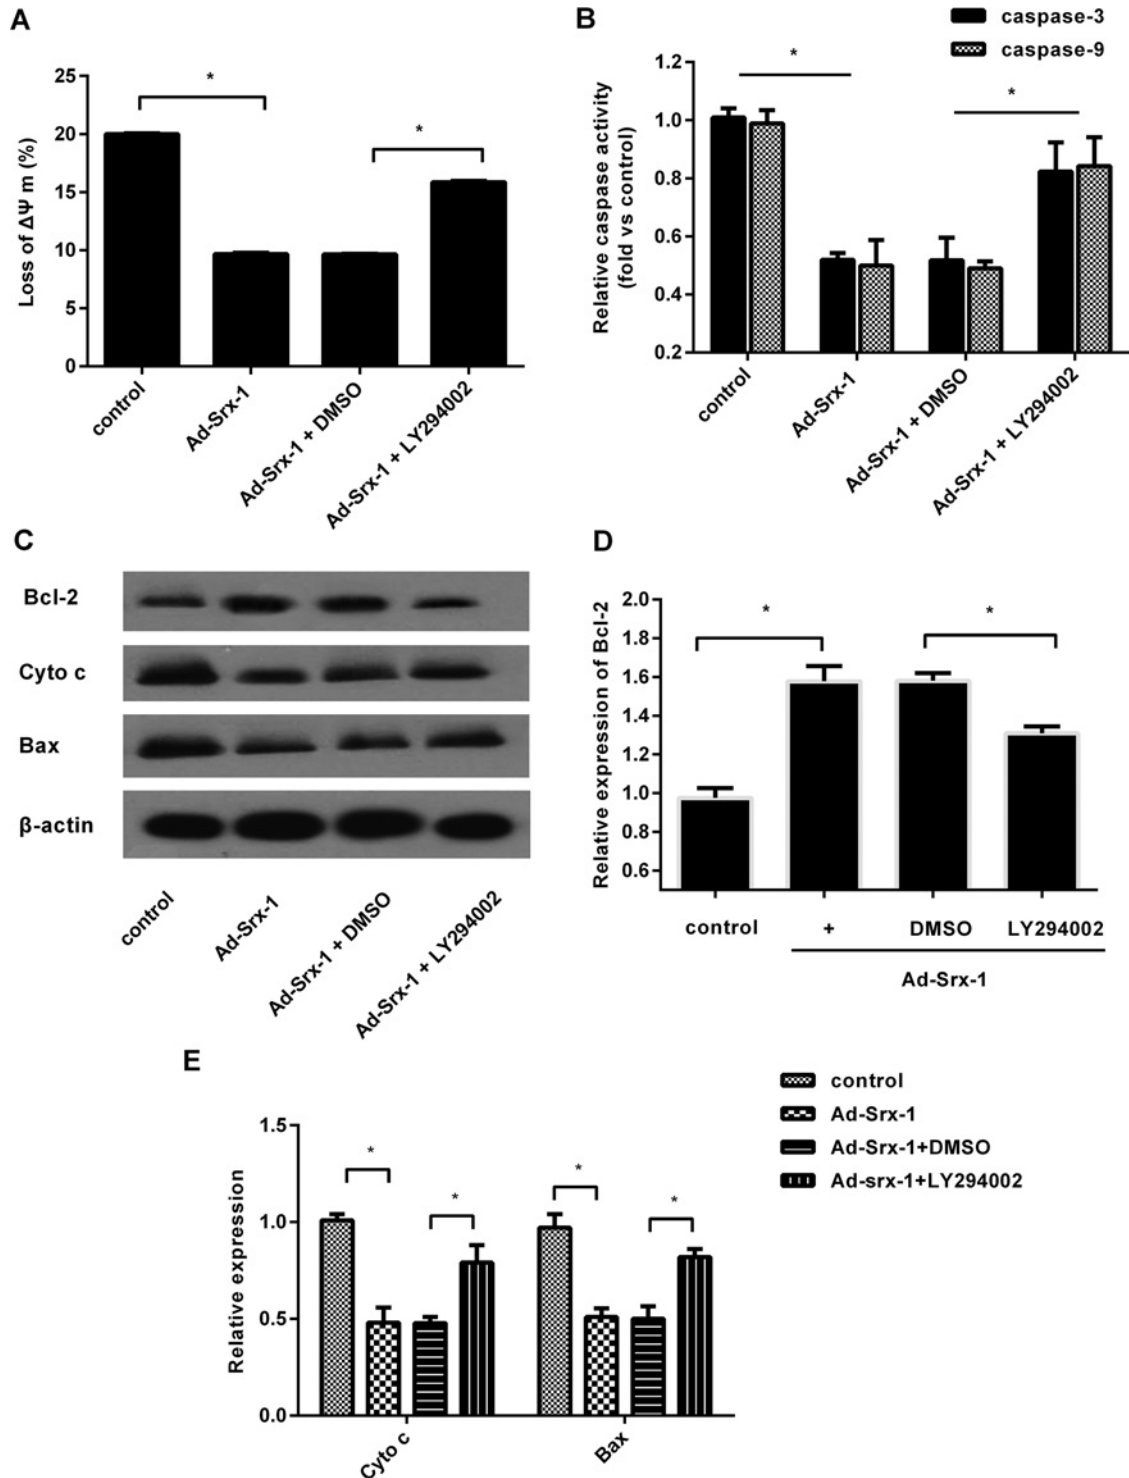 A
25
20
15
10
5
0
Loss of ΔΨ m (%)
*
*
control
Ad-Srx-1
Ad-Srx-1 + DMSO
Ad-Srx-1 + LY294002
B
caspase-3
caspase-9
1.2
1.0
0.8
0.6
0.4
0.2
Relative caspase activity
(fold vs control)
*
*
control
Ad-Srx-1
Ad-Srx-1 + DMSO
Ad-Srx-1 + LY294002
C
Bcl-2
Cyto c
Bax
β-actin
control
Ad-Srx-1
Ad-Srx-1 + DMSO
Ad-Srx-1 + LY294002
D
2.0
1.8
1.6
1.4
1.2
1.0
0.8
0.6
Relative expression of Bcl-2
*
*
control
+
DMSO
LY294002
Ad-Srx-1
E
control
Ad-Srx-1
Ad-Srx-1+DMSO
Ad-srx-1+LY294002
1.5
1.0
0.5
0.0
Relative expression
*
*
*
*
Cyto c
Bax